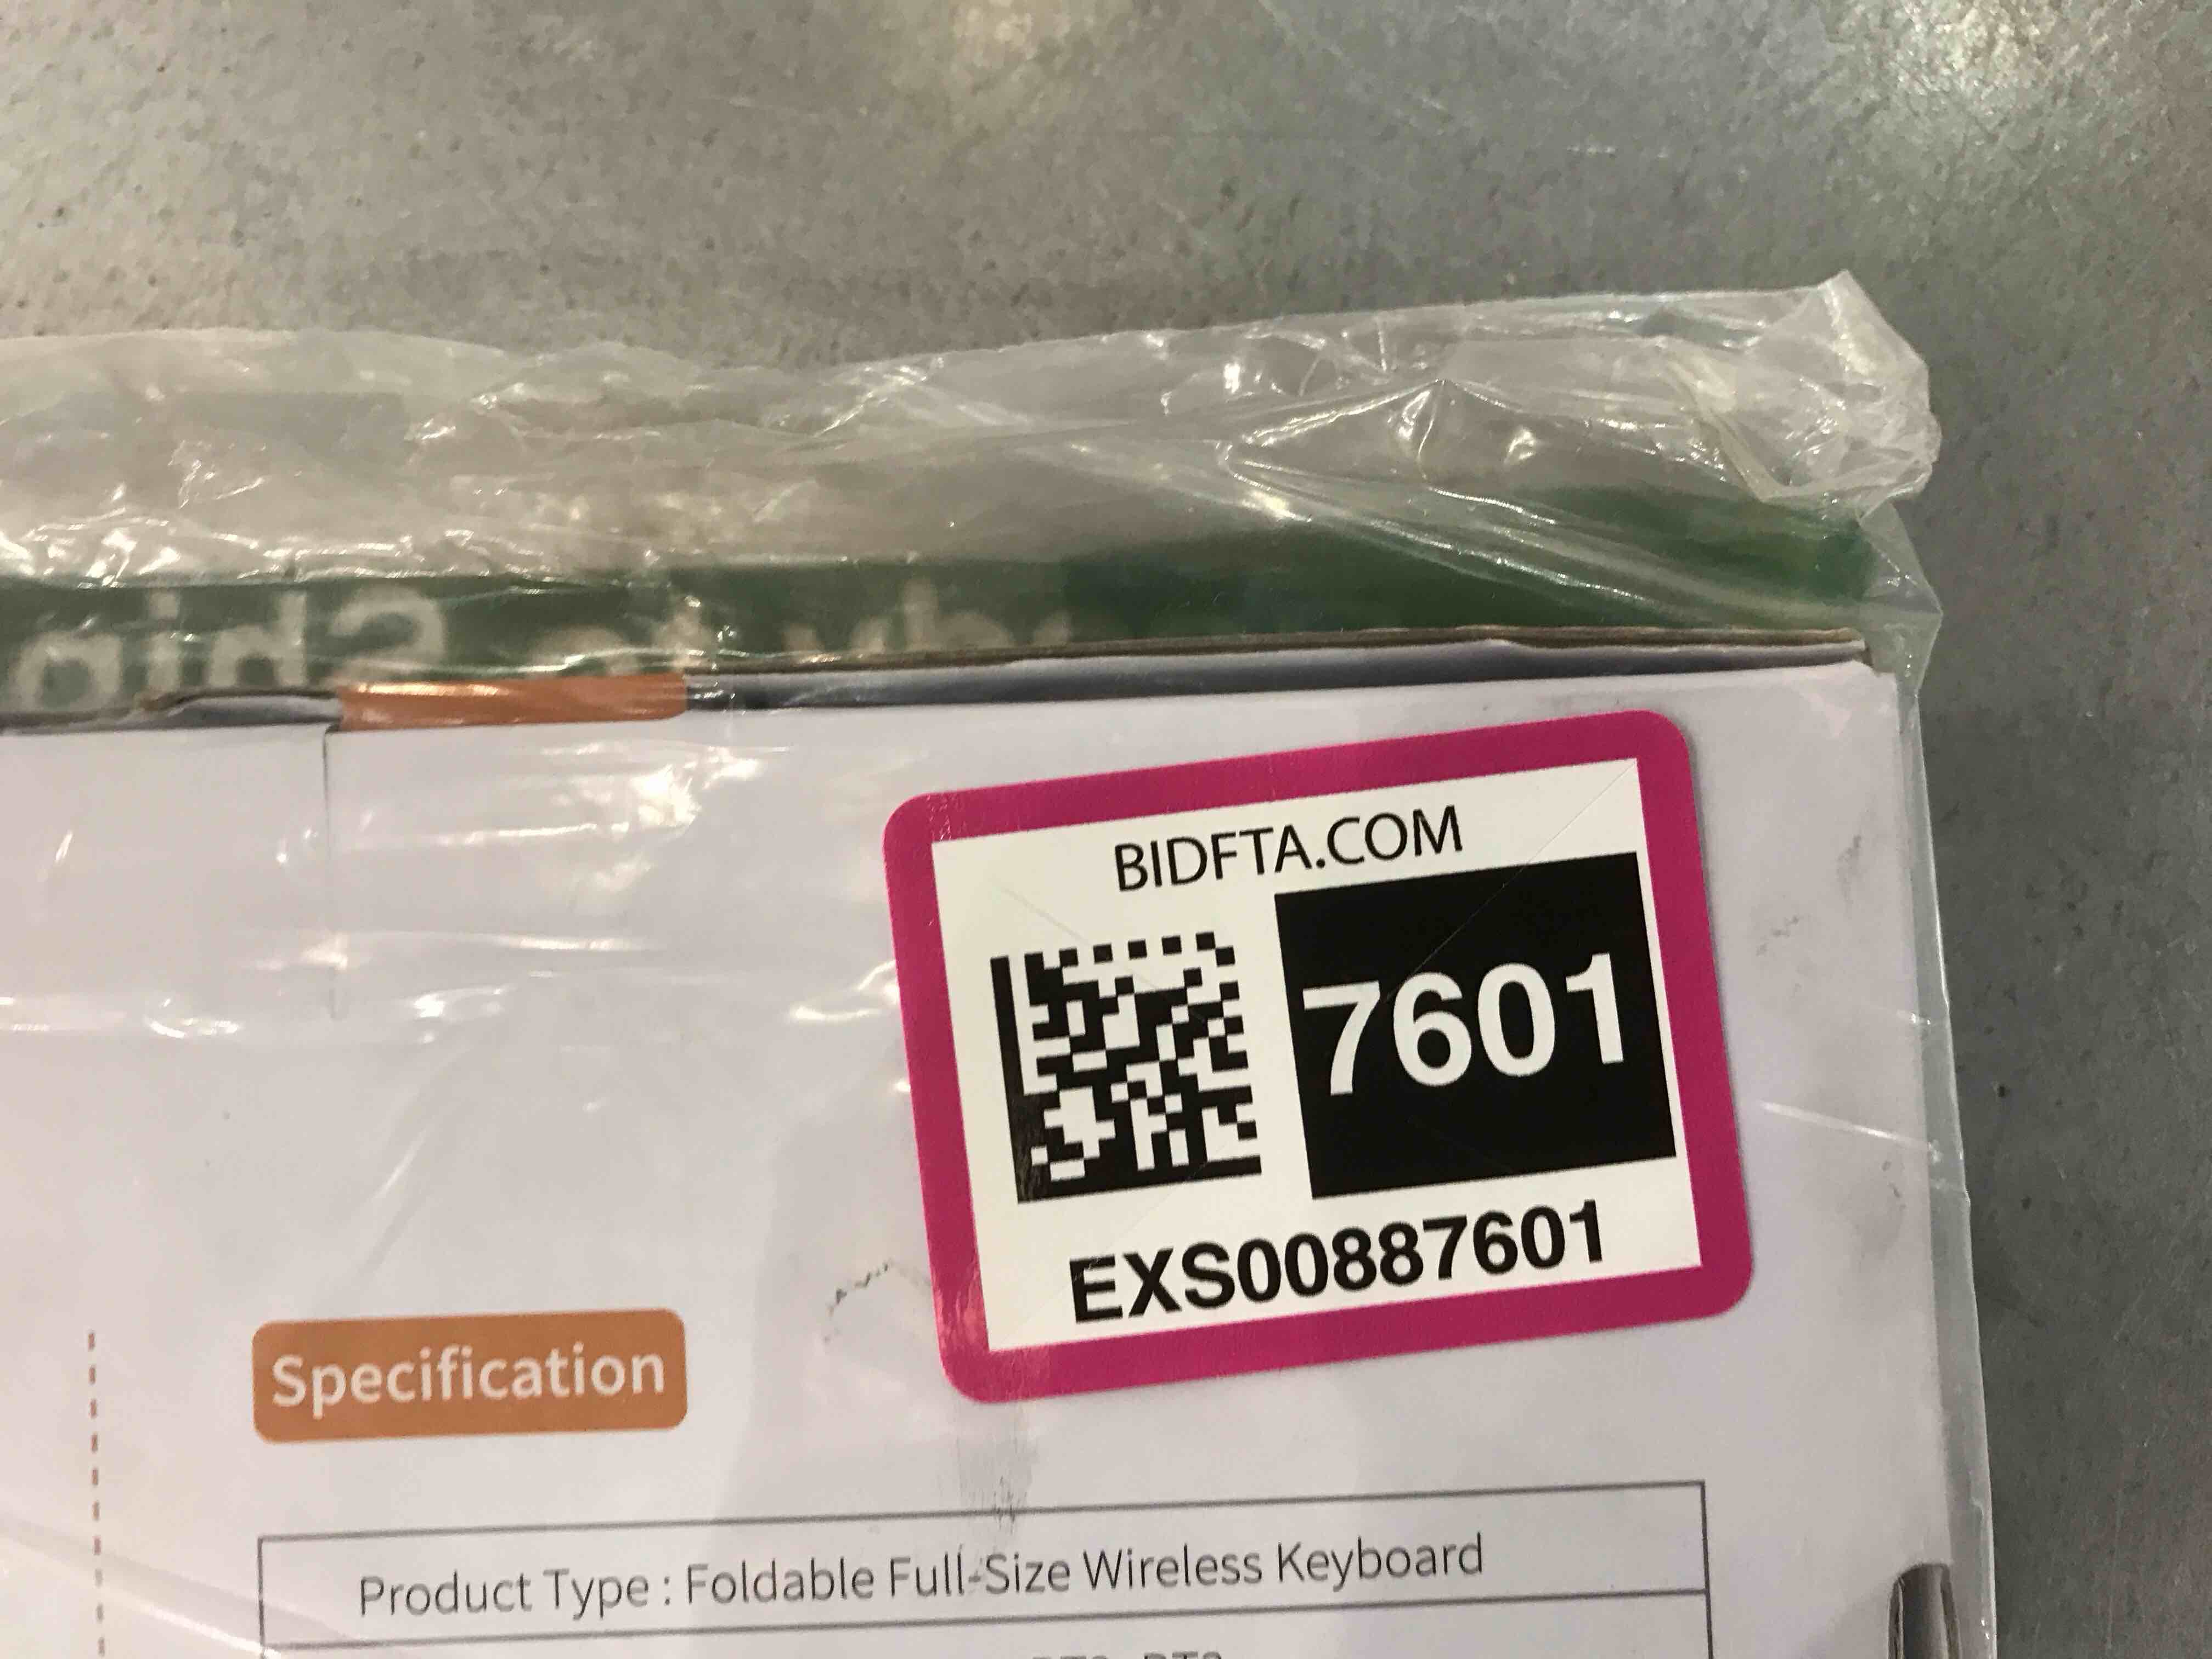 BIDFTA.COM
7601
EXS00887601
Specification
Product Type : Foldable Full-Size Wireless Keyboard